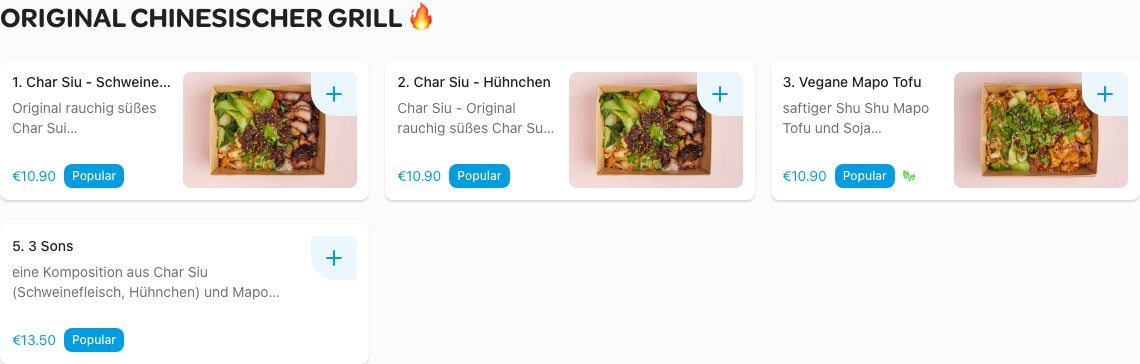 ORIGINAL CHINESISCHER GRILL 🔥
1. Char Siu - Schweine...
Original rauchig süßes
Char Sui...
€10.90 Popular
2. Char Siu - Hühnchen
Char Siu - Original
rauchig süßes Char Su...
€10.90 Popular
3. Vegane Mapo Tofu
saftiger Shu Shu Mapo
Tofu und Soja...
€10.90 Popular
5. 3 Sons
eine Komposition aus Char Siu
(Schweinefleisch, Hühnchen) und Mapo...
€13.50 Popular